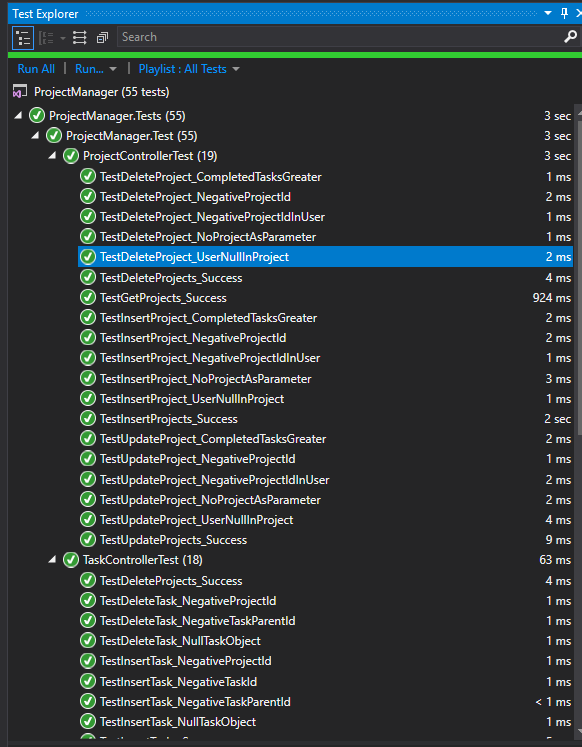 Test Explorer
Search
Run All | Run... | Playlist : All Tests
ProjectManager (55 tests)
ProjectManager.Tests (55) 3 sec
ProjectManager.Test (55) 3 sec
ProjectControllerTest (19) 3 sec
TestDeleteProject_CompletedTasksGreater 1 ms
TestDeleteProject_NegativeProjectId 2 ms
TestDeleteProject_NegativeProjectIdInUser 1 ms
TestDeleteProject_NoProjectAsParameter 1 ms
TestDeleteProject_UserNullInProject 2 ms
TestDeleteProjects_Success 4 ms
TestGetProjects_Success 924 ms
TestInsertProject_CompletedTasksGreater 2 ms
TestInsertProject_NegativeProjectId 2 ms
TestInsertProject_NegativeProjectIdInUser 1 ms
TestInsertProject_NoProjectAsParameter 3 ms
TestInsertProject_UserNullInProject 1 ms
TestInsertProjects_Success 2 sec
TestUpdateProject_CompletedTasksGreater 2 ms
TestUpdateProject_NegativeProjectId 1 ms
TestUpdateProject_NegativeProjectIdInUser 2 ms
TestUpdateProject_NoProjectAsParameter 2 ms
TestUpdateProject_UserNullInProject 4 ms
TestUpdateProjects_Success 9 ms
TaskControllerTest (18) 63 ms
TestDeleteProjects_Success 4 ms
TestDeleteTask_NegativeProjectId 1 ms
TestDeleteTask_NegativeTaskParentId 1 ms
TestDeleteTask_NullTaskObject 1 ms
TestInsertTask_NegativeProjectId 1 ms
TestInsertTask_NegativeTaskId 1 ms
TestInsertTask_NegativeTaskParentId < 1 ms
TestInsertTask_NullTaskObject 1 ms